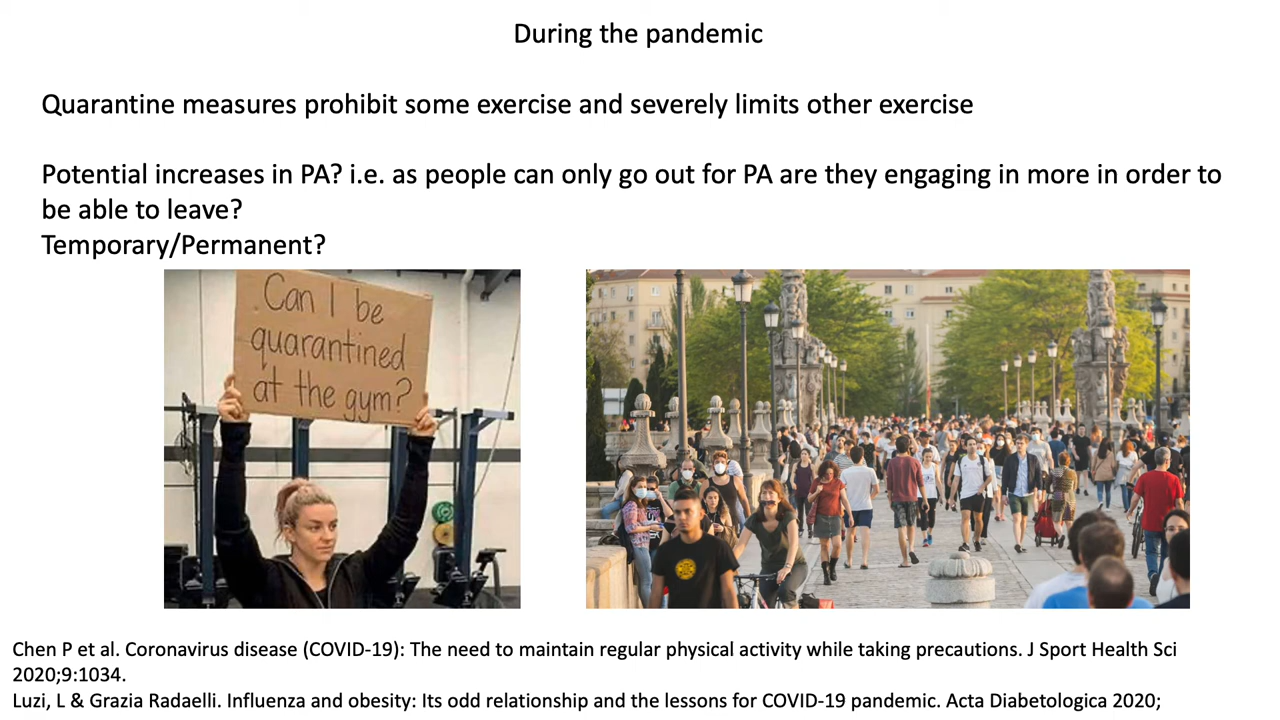 During the pandemic
Quarantine measures prohibit some exercise and severely limits other exercise
Potential increases in PA? i.e. as people can only go out for PA are they engaging in more in order to
be able to leave?
Temporary/Permanent?
Can I be
quarantined
at the gym?
Chen P et al. Coronavirus disease (COVID-19): The need to maintain regular physical activity while taking precautions. J Sport Health Sci
2020;9:1034.
Luzi, L & Grazia Radaelli. Influenza and obesity: Its odd relationship and the lessons for COVID-19 pandemic. Acta Diabetologica 2020;